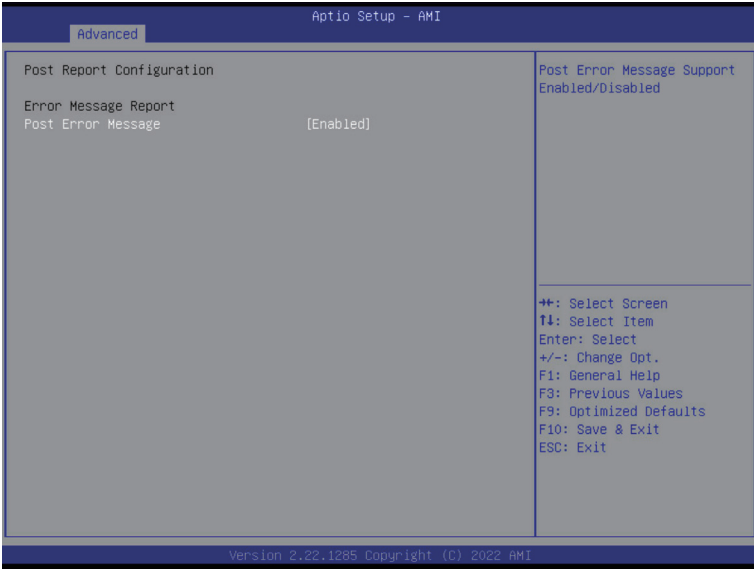 Aptio Setup – AMI
Advanced
Post Report Configuration
Error Message Report
Post Error Message [Enabled]
Post Error Message Support
Enabled/Disabled
→←: Select Screen
↑↓: Select Item
Enter: Select
+/-: Change Opt.
F1: General Help
F3: Previous Values
F9: Optimized Defaults
F10: Save & Exit
ESC: Exit
Version 2.22.1285 Copyright (C) 2022 AMI